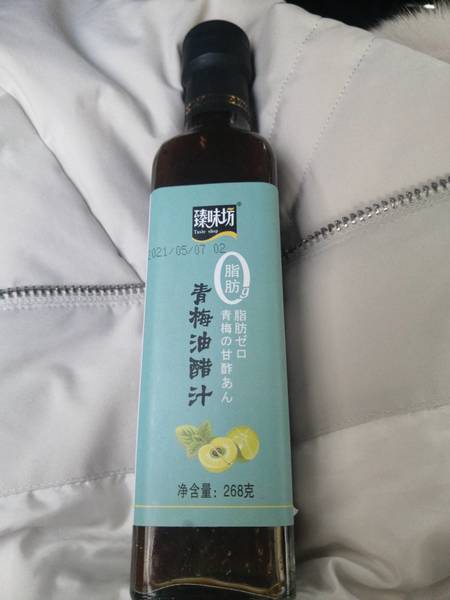 臻味坊®
Taste shop
2021/05/07 02
0g
脂肪
脂肪ゼロ
青梅の甘酢あん
青梅油醋汁
净含量：268克